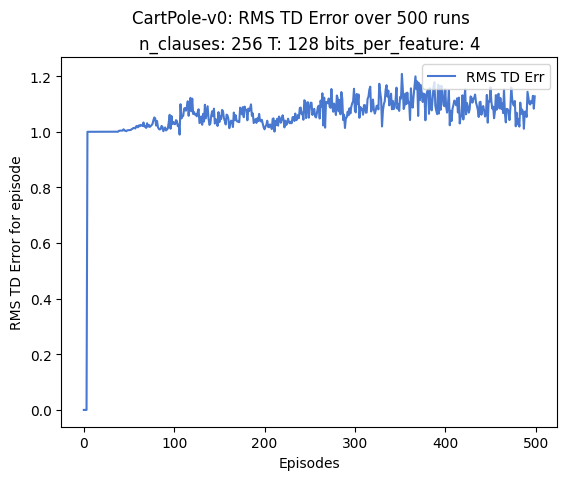 CartPole-v0: RMS TD Error over 500 runs
n_clauses: 256 T: 128 bits_per_feature: 4
RMS TD Err
RMS TD Error for episode
1.2
1.0
0.8
0.6
0.4
0.2
0.0
0 100 200 300 400 500
Episodes